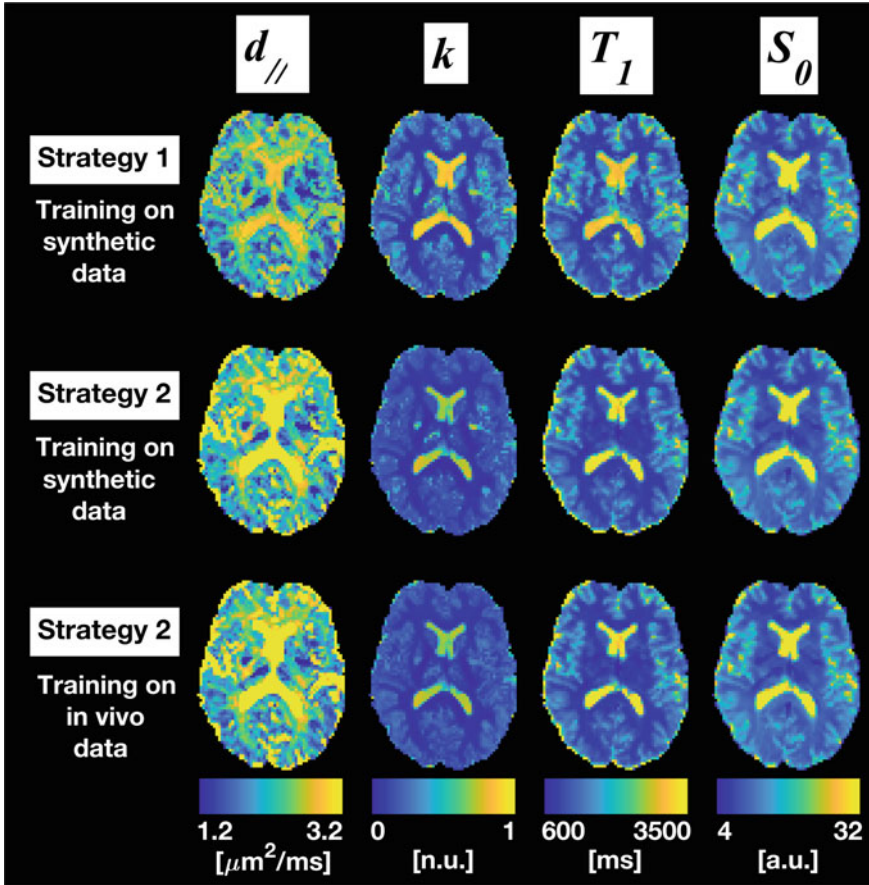 d// k T1 S0
Strategy 1
Training on
synthetic
data
Strategy 2
Training on
synthetic
data
Strategy 2
Training on
in vivo
data
1.2 3.2 0 1 600 3500 4 32
[μm²/ms] [n.u.] [ms] [a.u.]